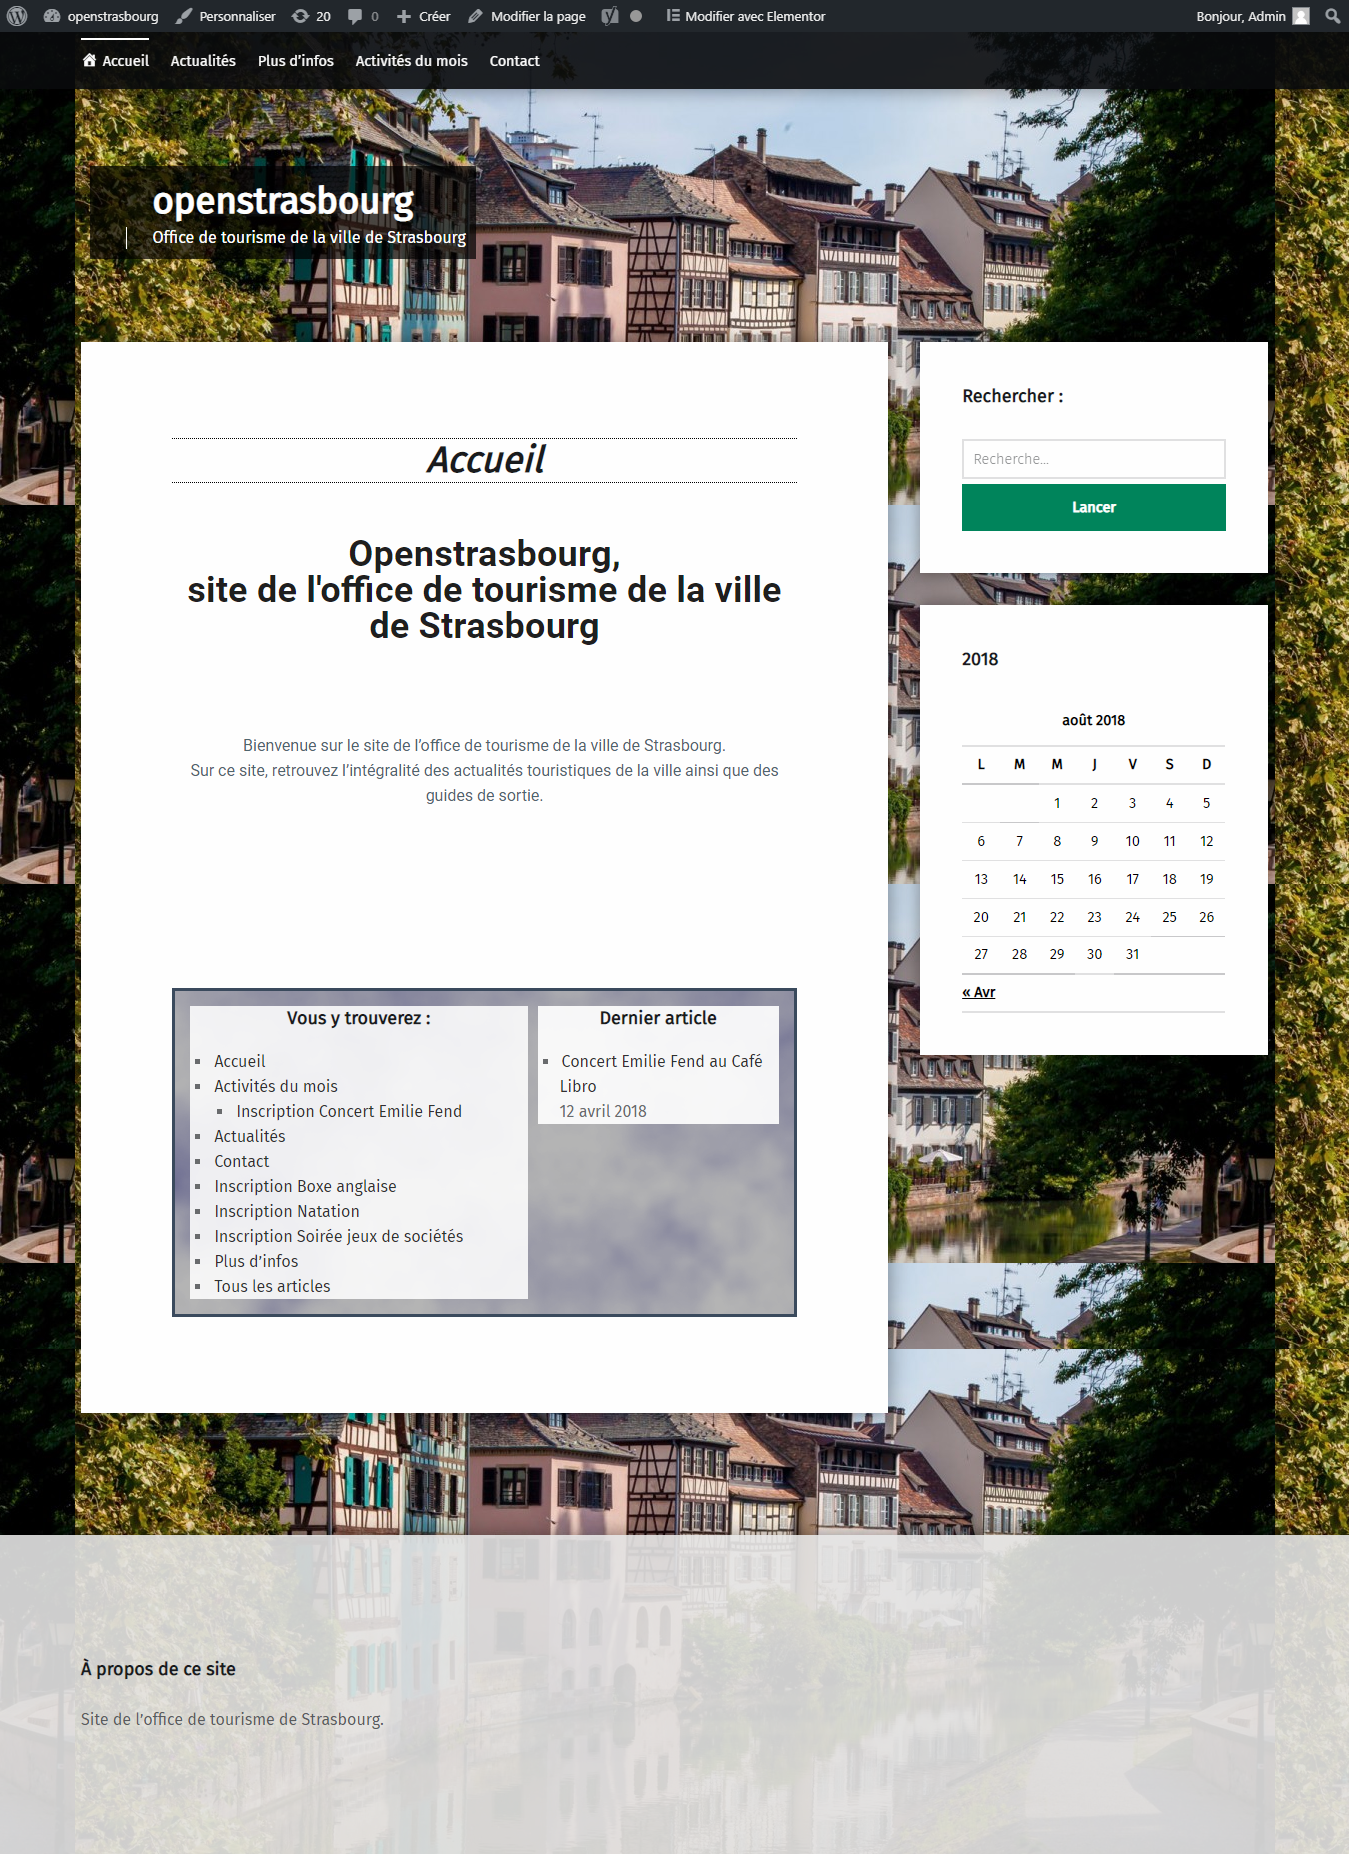 openstrasbourg
20
0
Créer
Modifier la page
Modifier avec Elementor
Personnaliser
Bonjour, Admin
Accueil
Actualités
Plus d’infos
Activités du mois
Contact
openstrasbourg
Office de tourisme de la ville de Strasbourg
Accueil
Openstrasbourg,
site de l'office de tourisme de la ville
de Strasbourg
Bienvenue sur le site de l’office de tourisme de la ville de Strasbourg.
Sur ce site, retrouvez l’intégralité des actualités touristiques de la ville ainsi que des
guides de sortie.
Vous y trouverez :
Accueil
Activités du mois
Inscription Concert Emilie Fend
Actualités
Contact
Inscription Boxe anglaise
Inscription Natation
Inscription Soirée jeux de sociétés
Plus d’infos
Tous les articles
Dernier article
Concert Emilie Fend au Café
Libro
12 avril 2018
Rechercher :
Recherche...
Lancer
2018
août 2018
L M M J V S D
1 2 3 4 5
6 7 8 9 10 11 12
13 14 15 16 17 18 19
20 21 22 23 24 25 26
27 28 29 30 31
« Avr
À propos de ce site
Site de l'office de tourisme de Strasbourg.